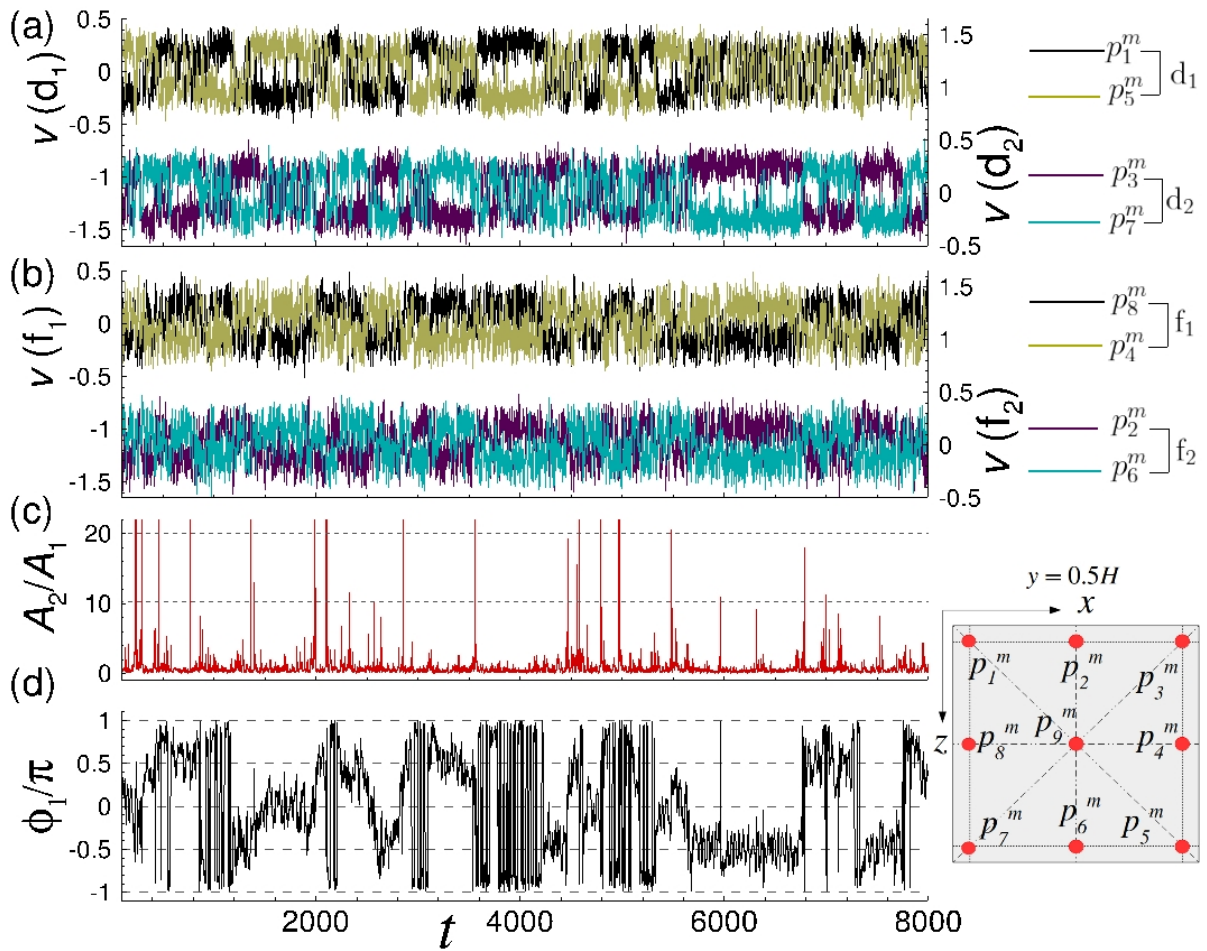 (a)
0.5
0
-0.5
-1
-1.5
v (d₁)
1.5
1
0.5
0
-0.5
v (d₂)
p₁ᵐ
p₅ᵐ
d₁
p₃ᵐ
p₇ᵐ
d₂
(b)
0.5
0
-0.5
-1
-1.5
v (f₁)
1.5
1
0.5
0
-0.5
v (f₂)
p₈ᵐ
p₄ᵐ
f₁
p₂ᵐ
p₆ᵐ
f₂
(c)
20
10
0
A₂/A₁
(d)
1
0.5
0
-0.5
-1
ϕ₁/π
2000
4000
6000
8000
t
y = 0.5H
x
z
p₁ᵐ
p₂ᵐ
p₃ᵐ
p₈ᵐ
p₉ᵐ
p₄ᵐ
p₇ᵐ
p₆ᵐ
p₅ᵐ